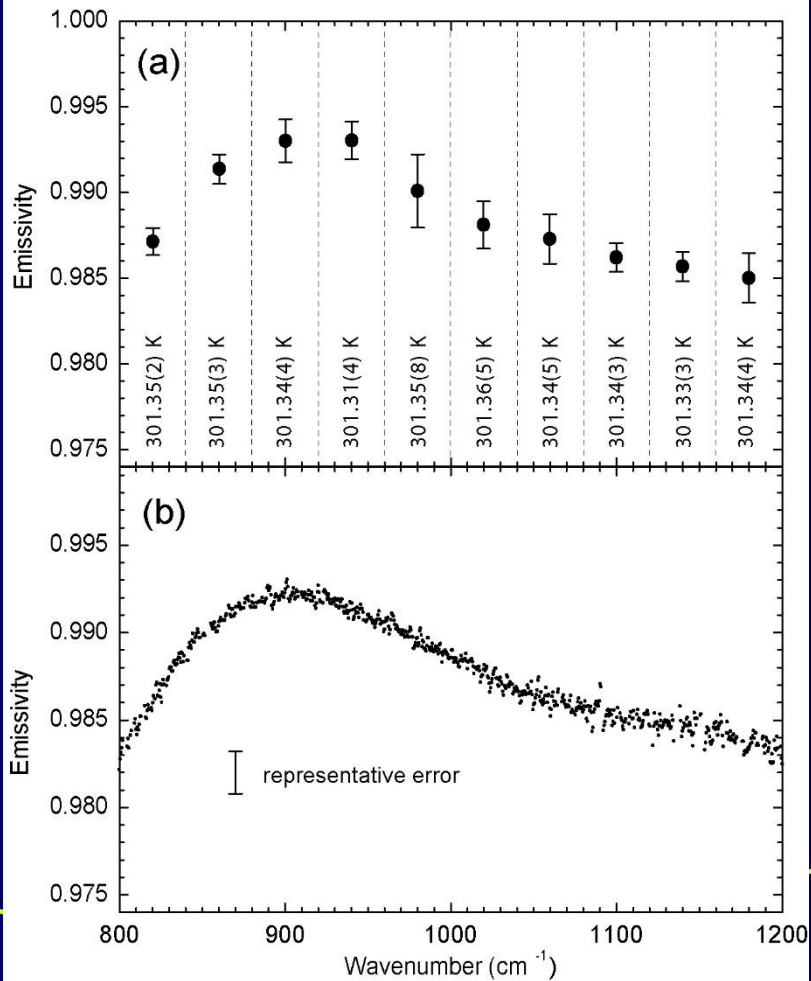 1.000
(a)
0.995
0.990
0.985
0.980
0.975
Emissivity
301.35(2) K
301.35(3) K
301.34(4) K
301.31(4) K
301.35(8) K
301.36(5) K
301.34(5) K
301.34(3) K
301.33(3) K
301.34(4) K
(b)
0.995
0.990
0.985
0.980
0.975
Emissivity
representative error
800 900 1000 1100 1200
Wavenumber (cm ⁻¹)